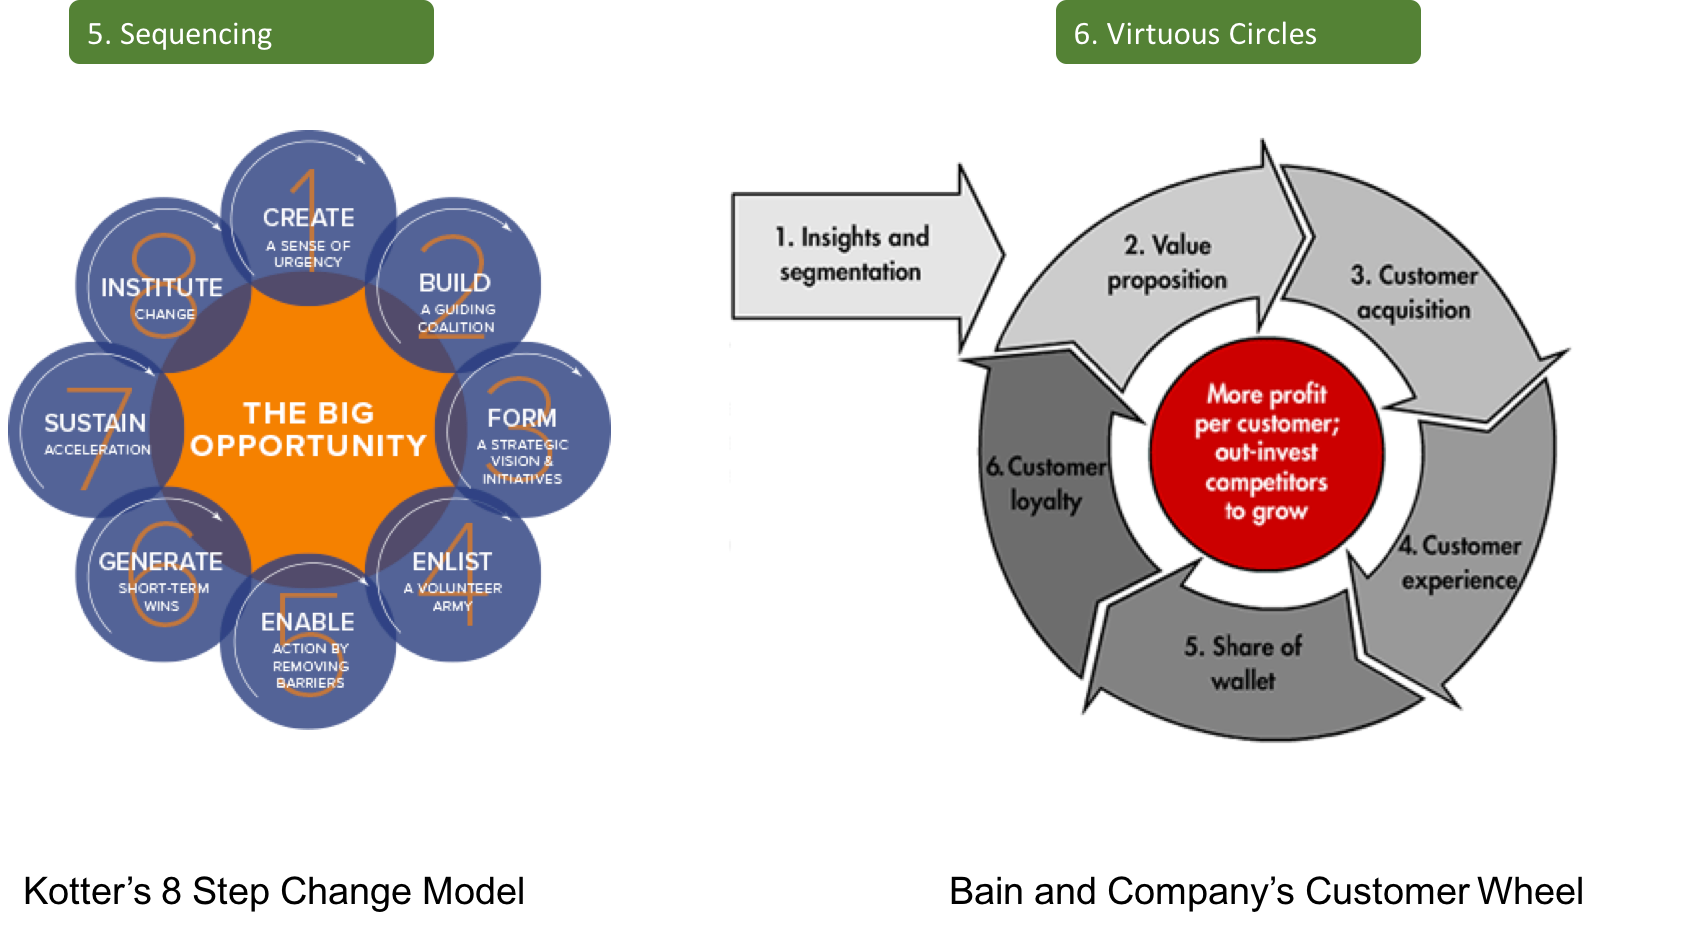 5. Sequencing
1
CREATE
A SENSE OF
URGENCY
2
BUILD
A GUIDING
COALITION
3
FORM
A STRATEGIC
VISION &
INITIATIVES
4
ENLIST
A VOLUNTEER
ARMY
5
ENABLE
ACTION BY
REMOVING
BARRIERS
6
GENERATE
SHORT-TERM
WINS
7
SUSTAIN
ACCELERATION
8
INSTITUTE
CHANGE
THE BIG
OPPORTUNITY
Kotter’s 8 Step Change Model
6. Virtuous Circles
1. Insights and
segmentation
2. Value
proposition
3. Customer
acquisition
4. Customer
experience
5. Share of
wallet
6. Customer
loyalty
More profit
per customer;
out-invest
competitors
to grow
Bain and Company’s Customer Wheel